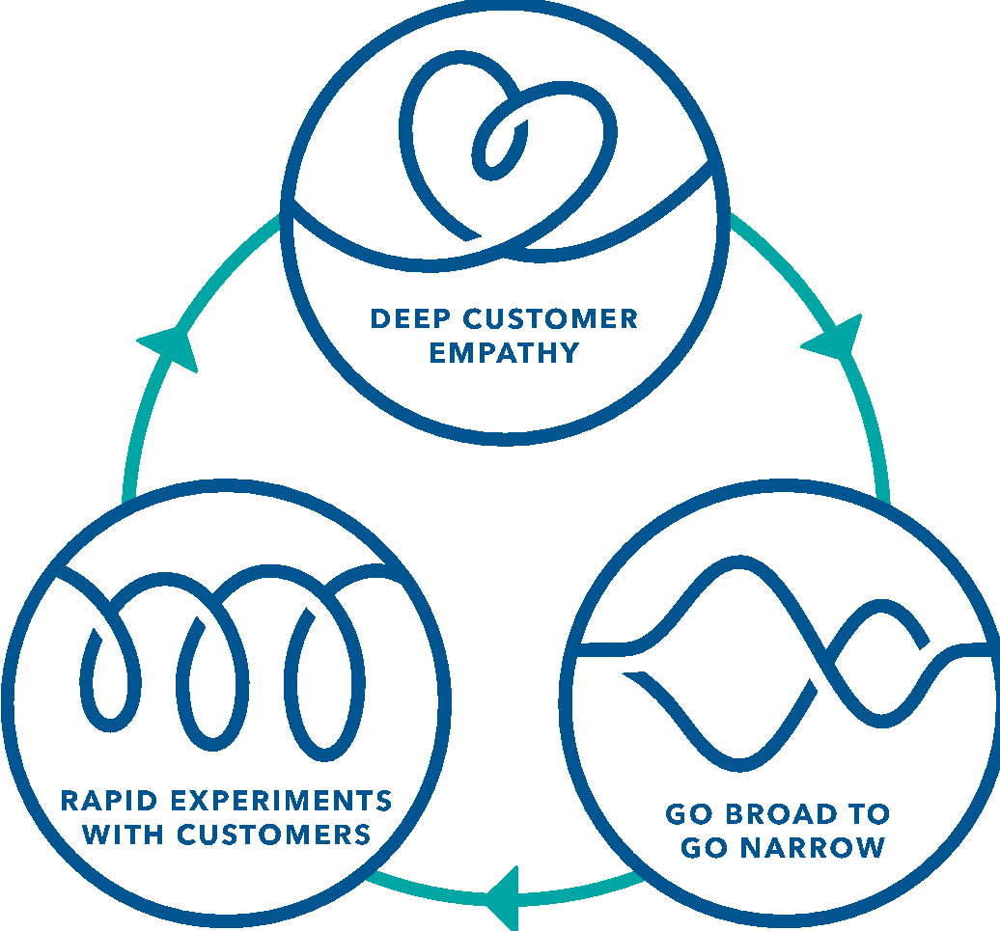 DEEP CUSTOMER
EMPATHY
RAPID EXPERIMENTS
WITH CUSTOMERS
GO BROAD TO
GO NARROW